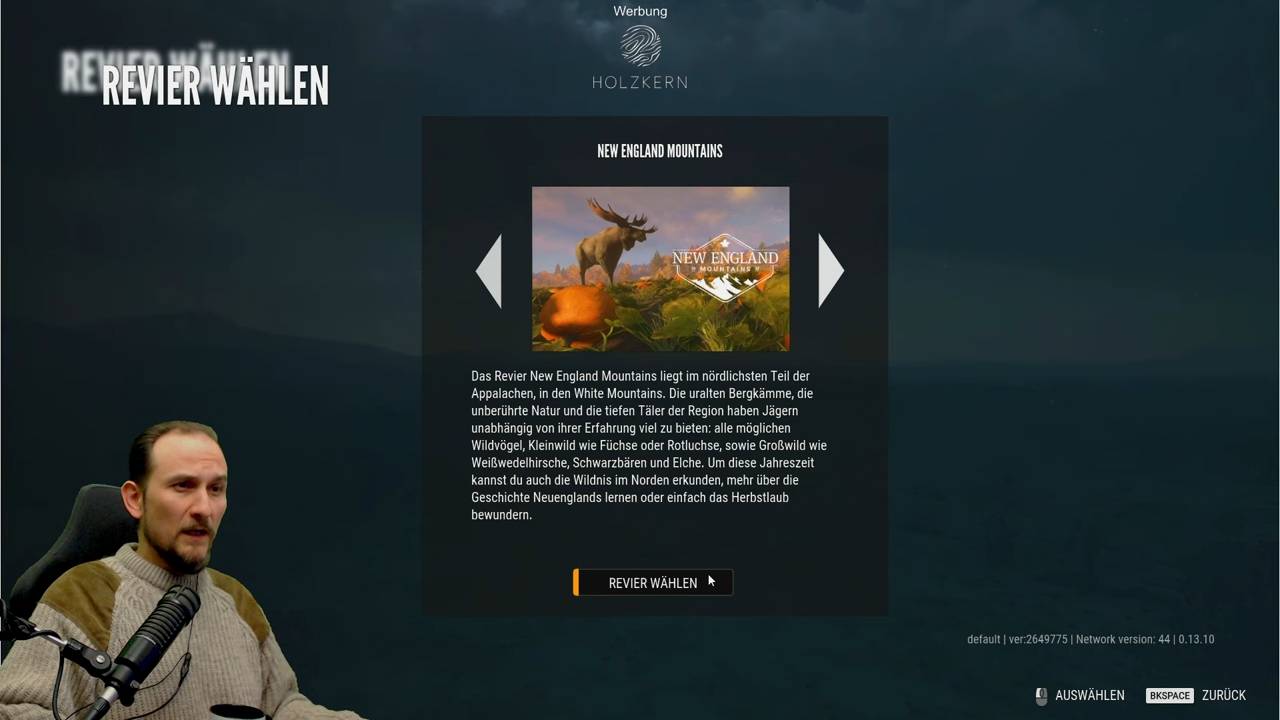 Werbung
HOLZKERN
REVIER WÄHLEN
REVIER WÄHLEN
NEW ENGLAND MOUNTAINS
NEW ENGLAND
MOUNTAINS
Das Revier New England Mountains liegt im nördlichsten Teil der
Appalachen, in den White Mountains. Die uralten Bergkämme, die
unberührte Natur und die tiefen Täler der Region haben Jägern
unabhängig von ihrer Erfahrung viel zu bieten: alle möglichen
Wildvögel, Kleinwild wie Füchse oder Rotluchse, sowie Großwild wie
Weißwedelhirsche, Schwarzbären und Elche. Um diese Jahreszeit
kannst du auch die Wildnis im Norden erkunden, mehr über die
Geschichte Neuenglands lernen oder einfach das Herbstlaub
bewundern.
REVIER WÄHLEN
default | ver:2649775 | Network version: 44 | 0.13.10
AUSWÄHLEN BKSPACE ZURÜCK